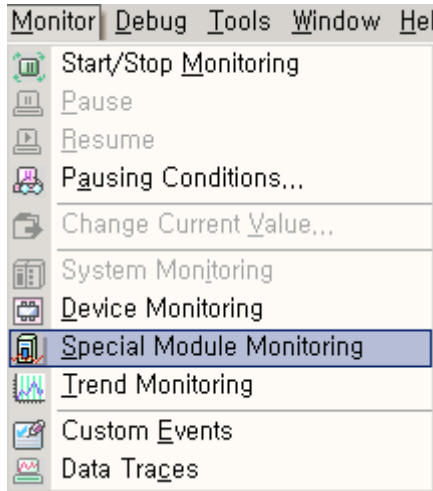 Monitor Debug Tools Window Hel
Start/Stop Monitoring
Pause
Resume
Pausing Conditions...
Change Current Value...
System Monitoring
Device Monitoring
Special Module Monitoring
Trend Monitoring
Custom Events
Data Traces